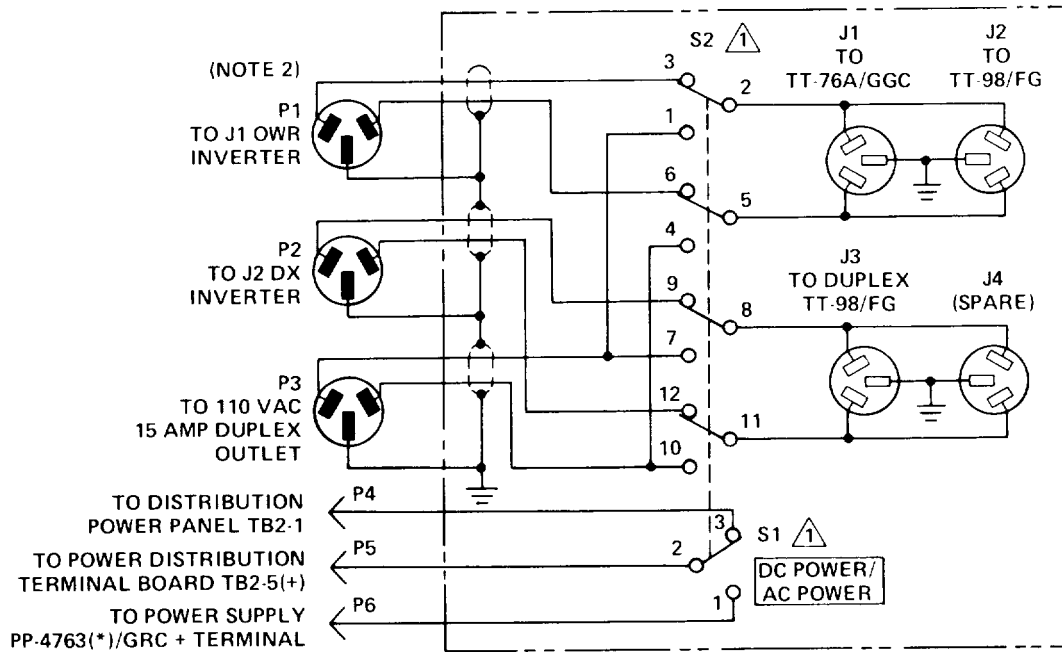 (NOTE 2)
P1
TO J1 OWR
INVERTER
P2
TO J2 DX
INVERTER
P3
TO 110 VAC
15 AMP DUPLEX
OUTLET
TO DISTRIBUTION
POWER PANEL TB2-1
P4
TO POWER DISTRIBUTION
TERMINAL BOARD TB2-5(+)
P5
TO POWER SUPPLY
PP-4763(*)/GRC + TERMINAL
P6
S2 1
3
2
1
6
5
4
9
8
7
12
11
10
J1
TO
TT-76A/GGC
J2
TO
TT-98/FG
J3
TO DUPLEX
TT-98/FG
J4
(SPARE)
3
2
1
S1 1
DC POWER/
AC POWER